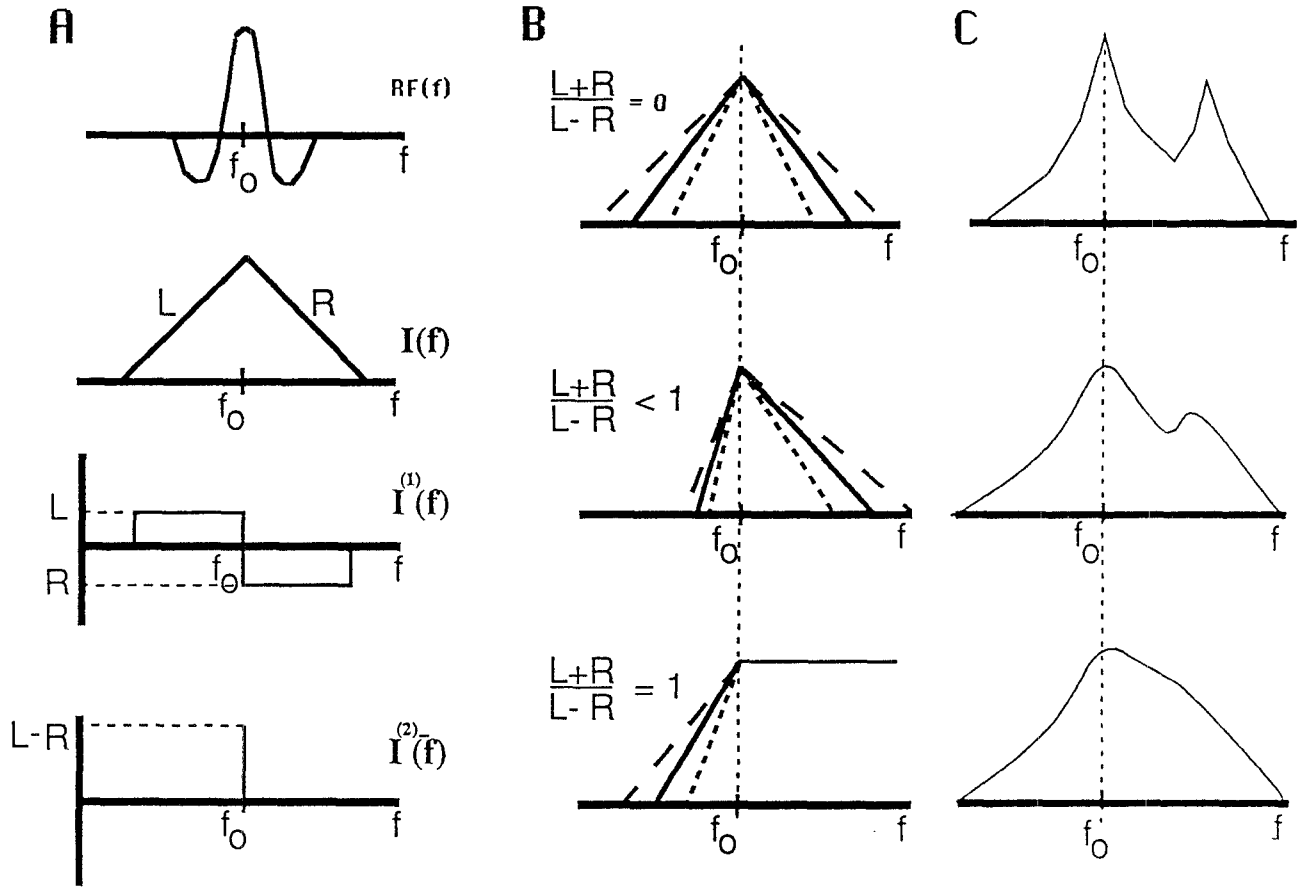 A
RF(f)
f₀
f
L
R
I(f)
f₀
f
L
I⁽¹⁾(f)
f₀
f
R
L-R
I⁽²⁾(f)
f₀
f
B
L+R
L-R = 0
f₀
f
L+R
L-R < 1
f₀
f
L+R
L-R = 1
f₀
f
C
f₀
f
f₀
f
f₀
f